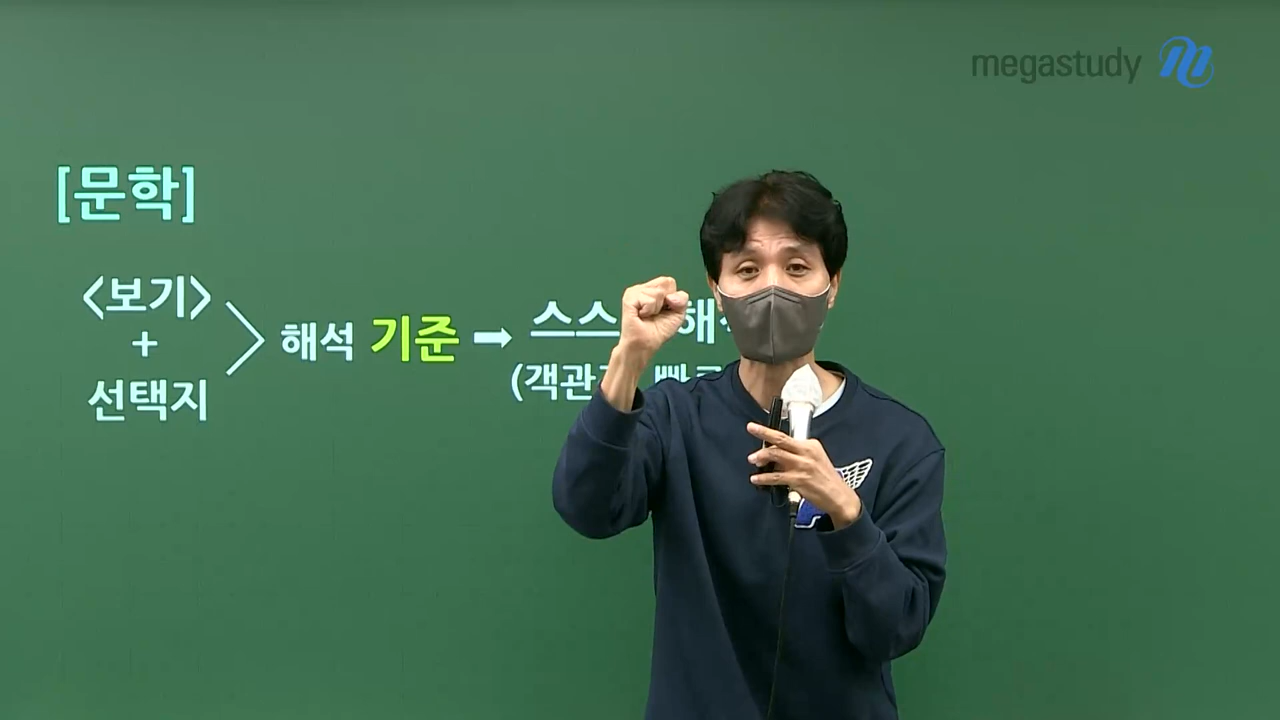 megastudy
[문학]
<보기>
+
선택지
해석 기준 ➡ 스스
(객관